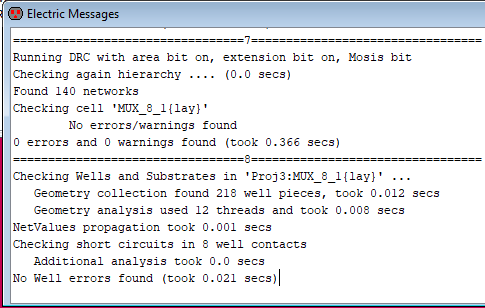 Electric Messages
=================================7=================================
Running DRC with area bit on, extension bit on, Mosis bit
Checking again hierarchy .... (0.0 secs)
Found 140 networks
Checking cell 'MUX_8_1{lay}'
        No errors/warnings found
0 errors and 0 warnings found (took 0.366 secs)
=================================8=================================
Checking Wells and Substrates in 'Proj3:MUX_8_1{lay}' ...
   Geometry collection found 218 well pieces, took 0.012 secs
   Geometry analysis used 12 threads and took 0.008 secs
NetValues propagation took 0.001 secs
Checking short circuits in 8 well contacts
   Additional analysis took 0.0 secs
No Well errors found (took 0.021 secs)